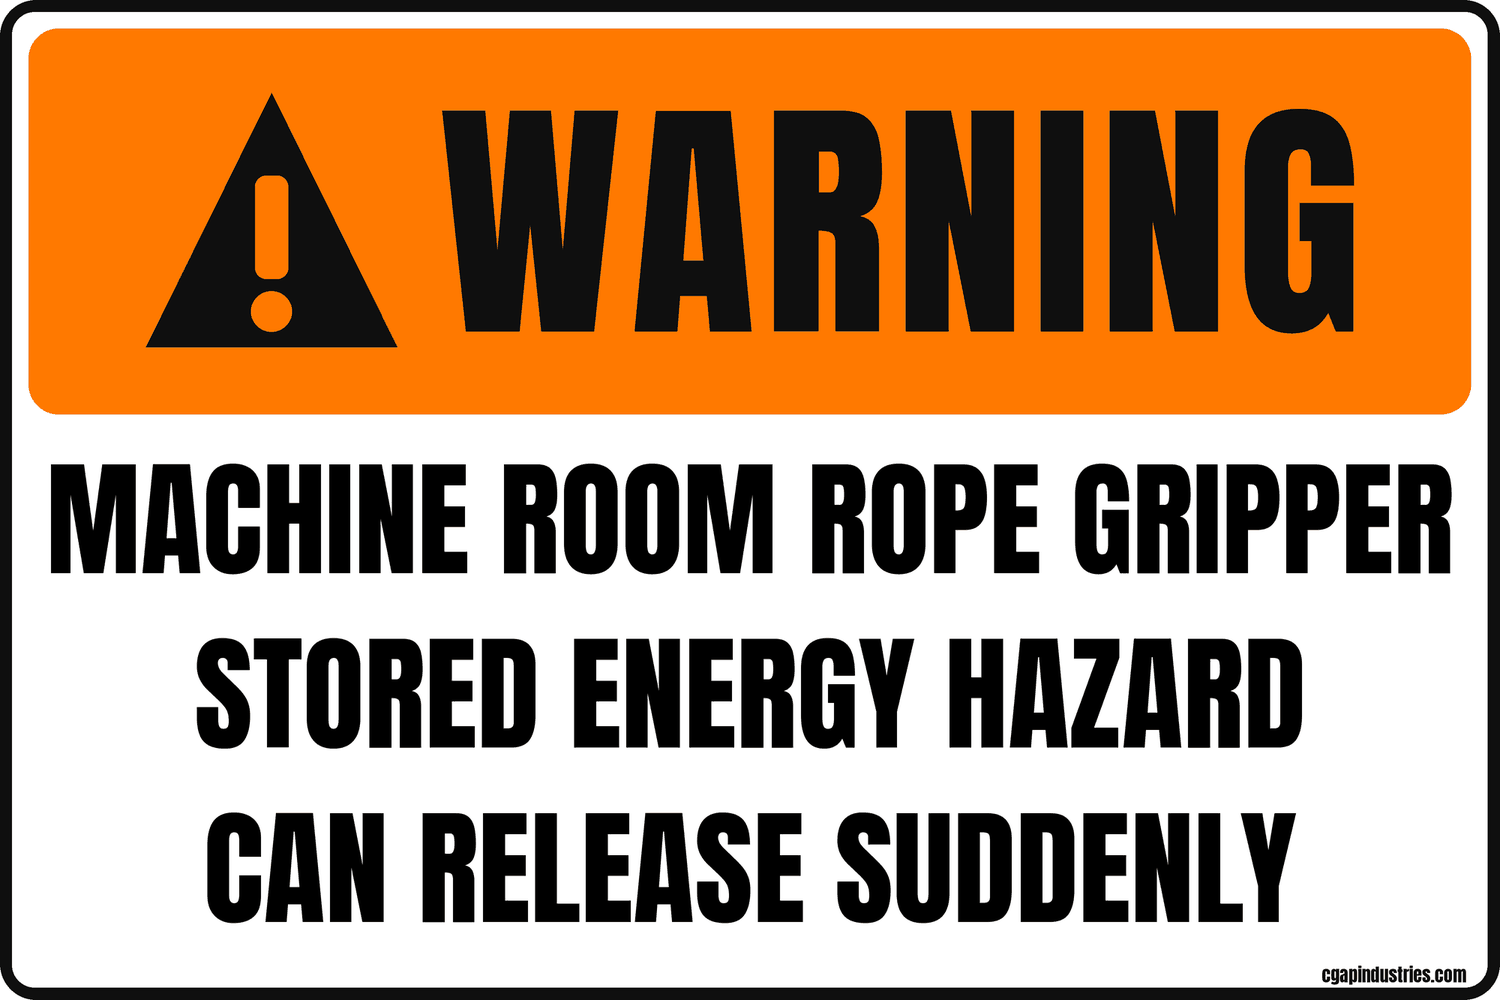 WARNING
MACHINE ROOM ROPE GRIPPER
STORED ENERGY HAZARD
CAN RELEASE SUDDENLY
cgapindustries.com